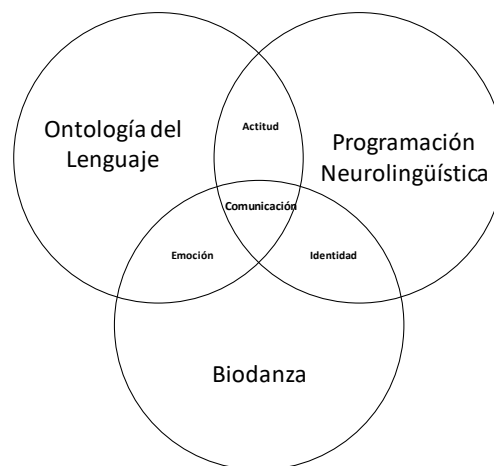 Actitud
Ontología del
Lenguaje
Programación
Neurolingüística
Comunicación
Emoción
Identidad
Biodanza